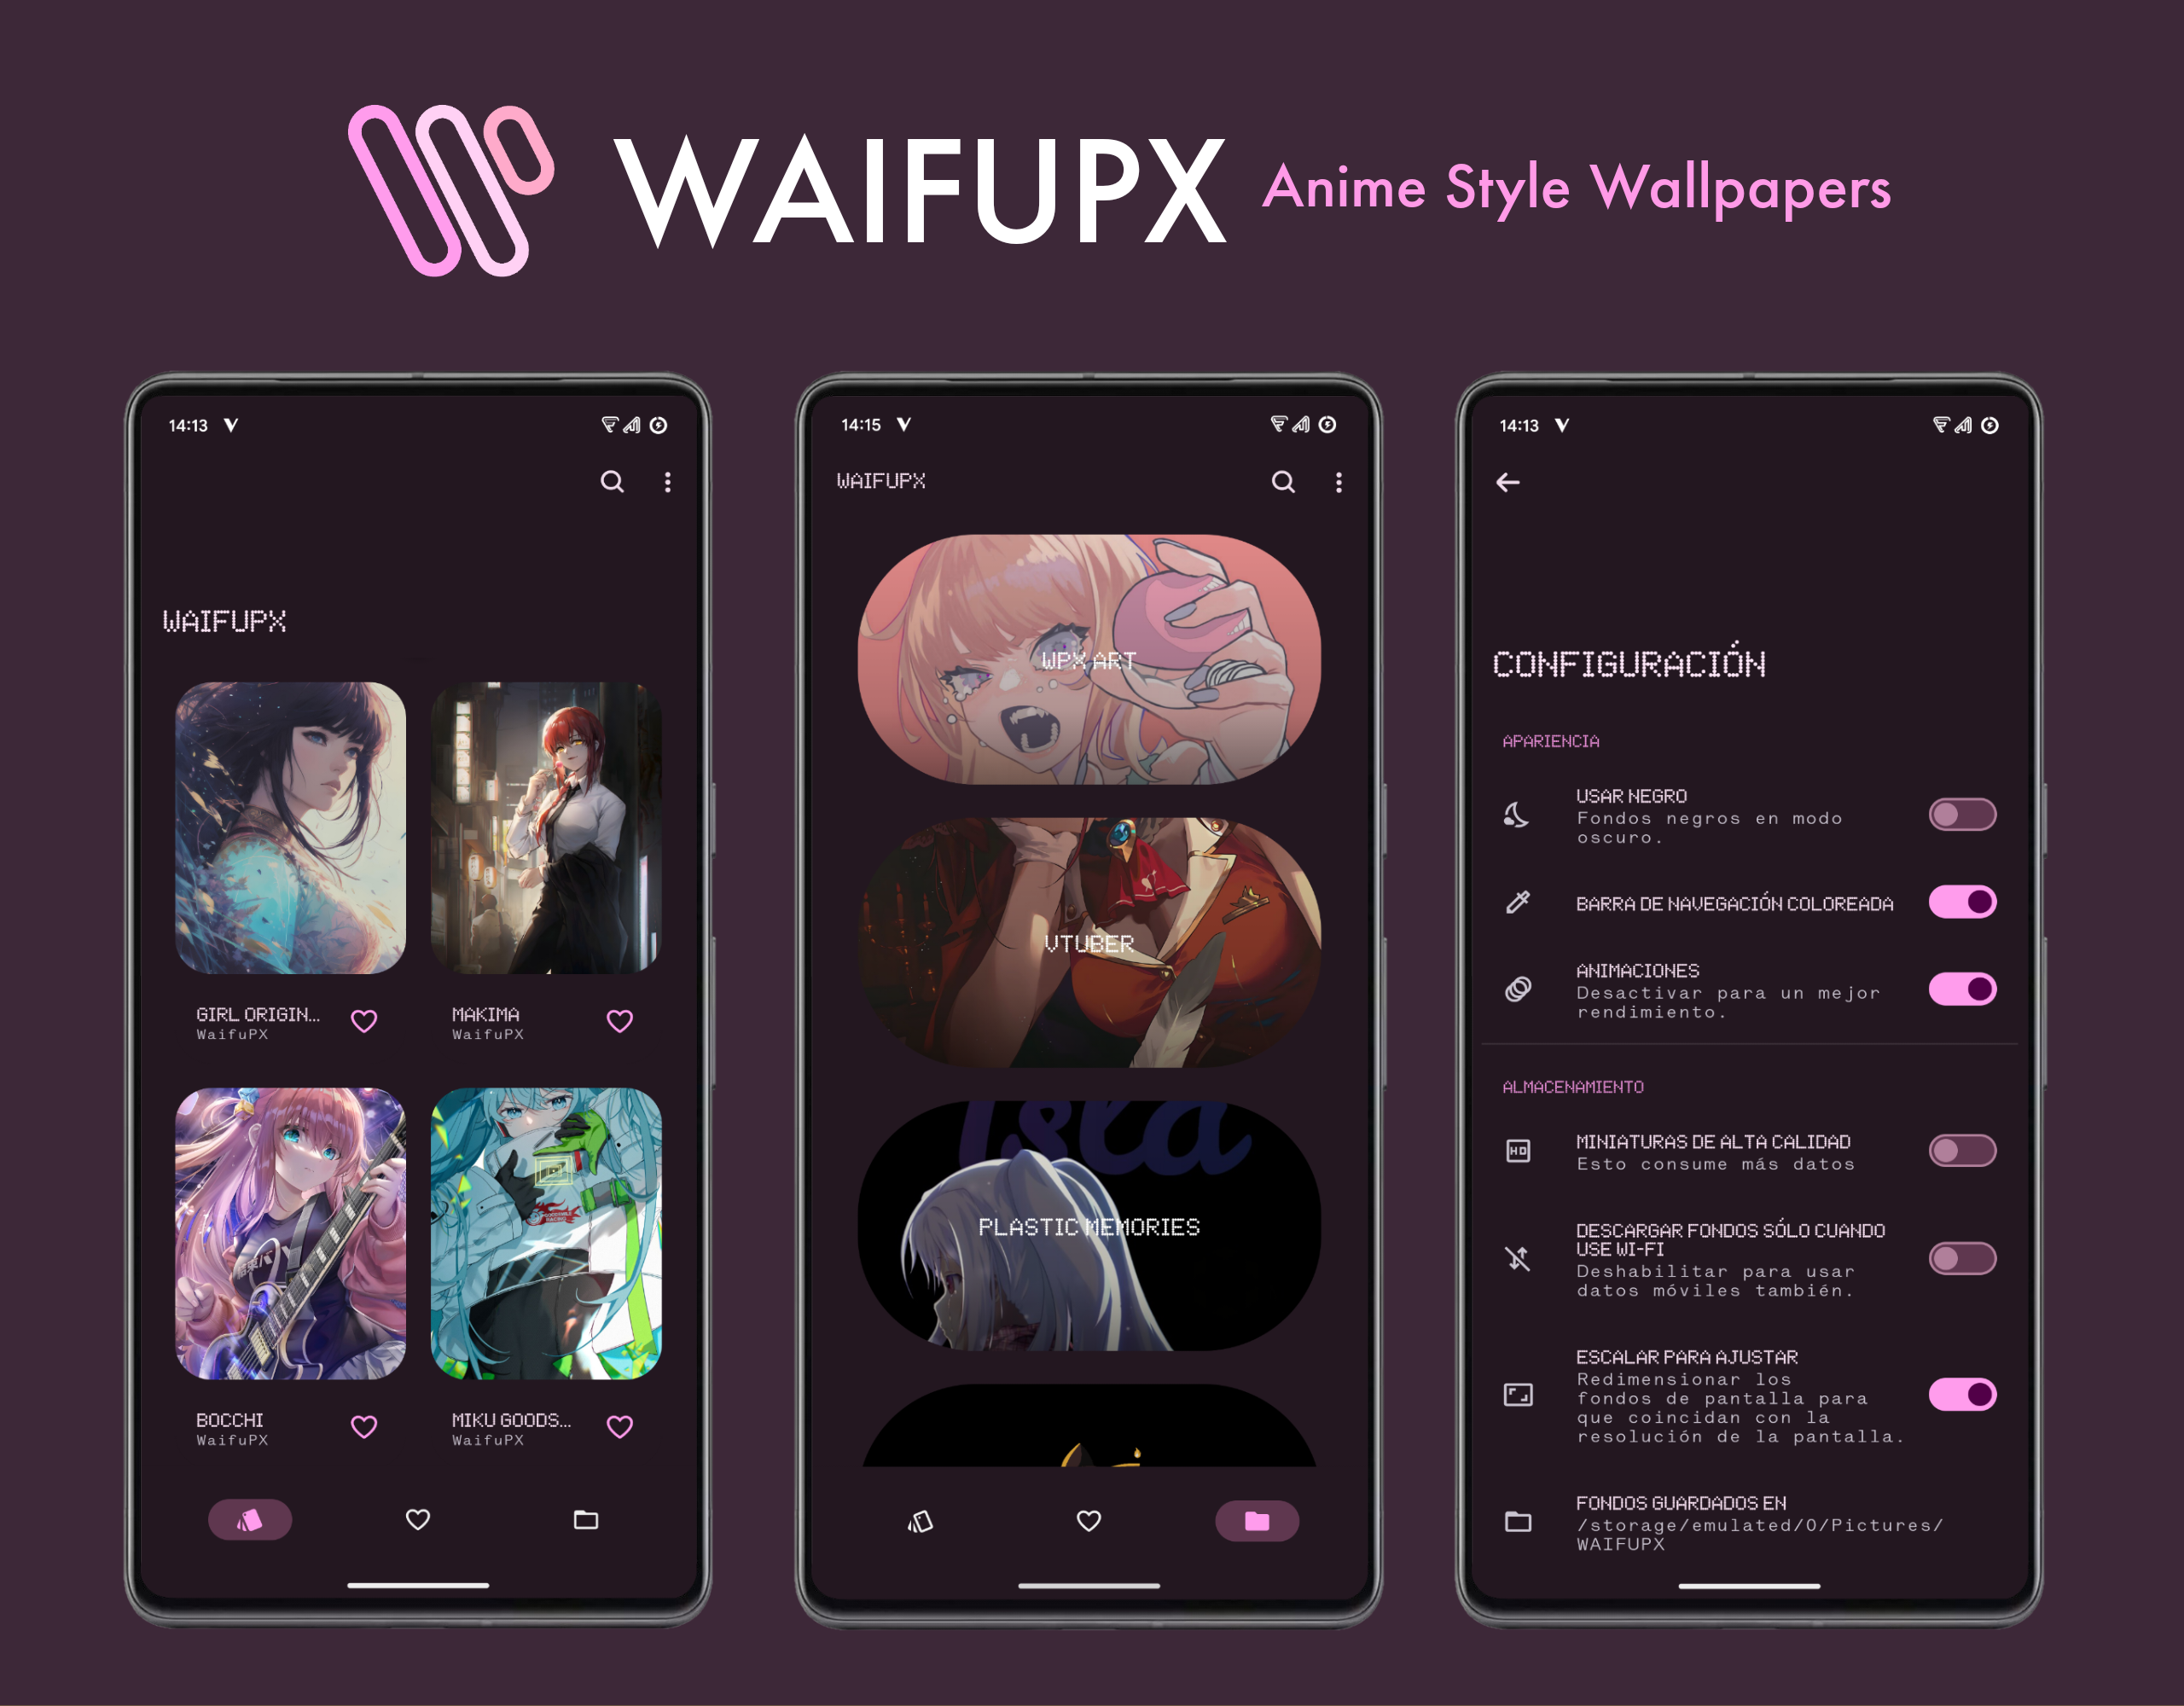 WAIFUPX Anime Style Wallpapers
14:13
WAIFUPX
GIRL ORIGIN...
WaifuPX
MAKIMA
WaifuPX
BOCCHI
WaifuPX
MIKU GOODS...
WaifuPX
14:15
WAIFUPX
WPX ART
VTUBER
Isla
PLASTIC MEMORIES
14:13
CONFIGURACIÓN
APARIENCIA
USAR NEGRO
Fondos negros en modo
oscuro.
BARRA DE NAVEGACIÓN COLOREADA
ANIMACIONES
Desactivar para un mejor
rendimiento.
ALMACENAMIENTO
HD
MINIATURAS DE ALTA CALIDAD
Esto consume más datos
DESCARGAR FONDOS SÓLO CUANDO
USE WI-FI
Deshabilitar para usar
datos móviles también.
ESCALAR PARA AJUSTAR
Redimensionar los
fondos de pantalla para
que coincidan con la
resolución de la pantalla.
FONDOS GUARDADOS EN
/storage/emulated/0/Pictures/
WAIFUPX